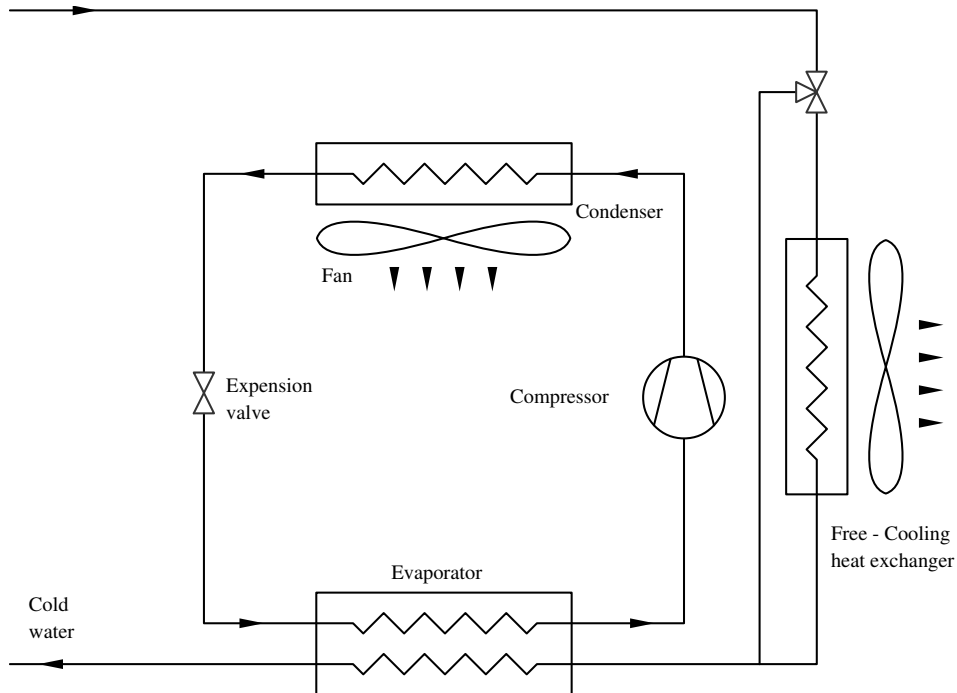 Condenser
Fan
Expension
valve
Compressor
Free - Cooling
heat exchanger
Evaporator
Cold
water